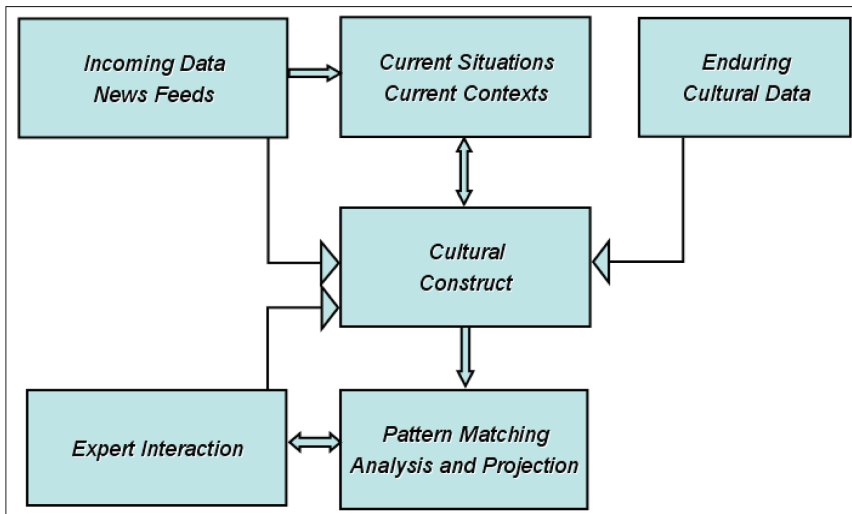 Incoming Data
News Feeds
Current Situations
Current Contexts
Enduring
Cultural Data
Cultural
Construct
Expert Interaction
Pattern Matching
Analysis and Projection